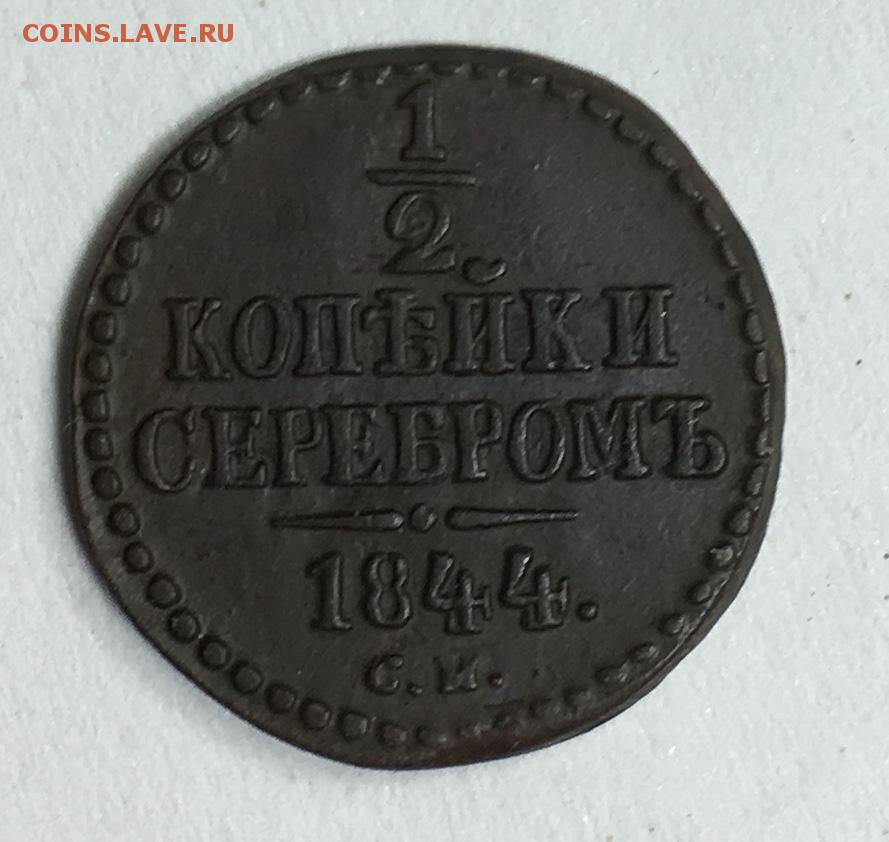 COINS.LAVE.RU
1
2.
КОПѢЙКИ
СЕРЕБРОМЪ
1844.
С.М.